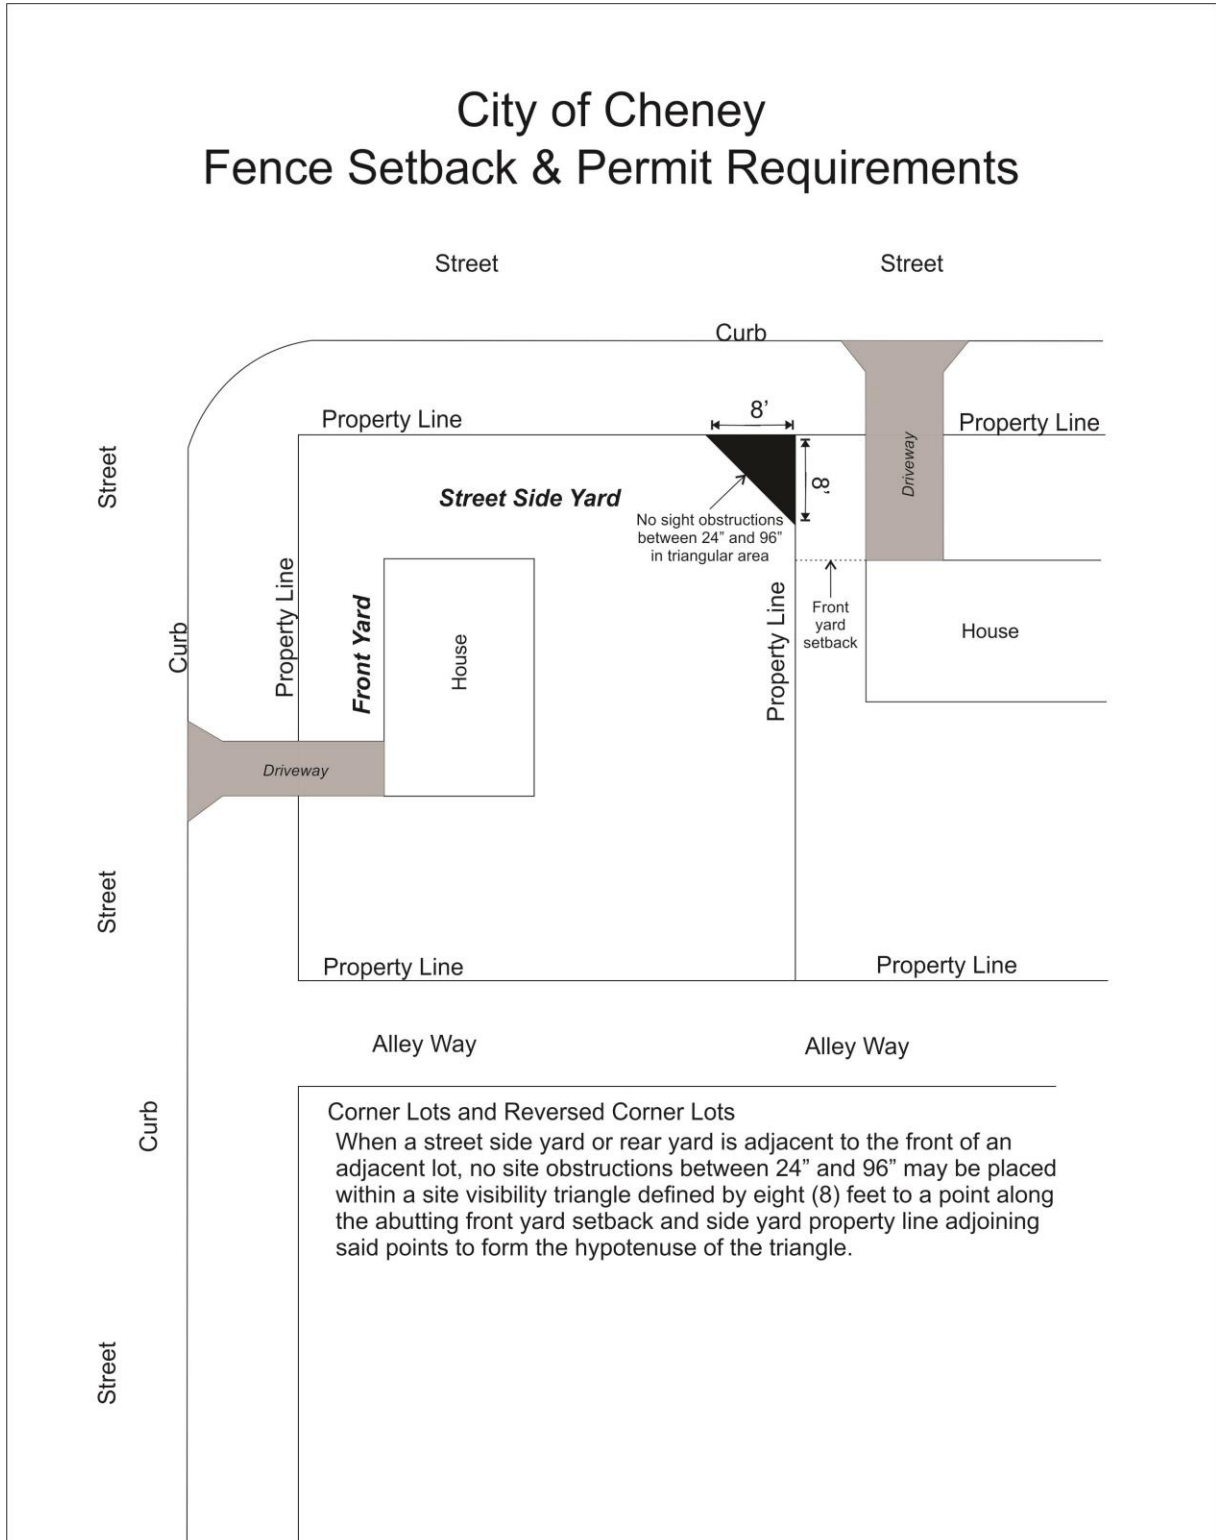 City of Cheney
Fence Setback & Permit Requirements
Street
Street
Curb
8’
Property Line
Property Line
Street
Driveway
8’
Street Side Yard
No sight obstructions
between 24” and 96”
in triangular area
Property Line
Front Yard
Property Line
Front
yard
setback
House
Curb
House
Driveway
Street
Property Line
Property Line
Alley Way
Alley Way
Curb
Corner Lots and Reversed Corner Lots
When a street side yard or rear yard is adjacent to the front of an
adjacent lot, no site obstructions between 24” and 96” may be placed
within a site visibility triangle defined by eight (8) feet to a point along
the abutting front yard setback and side yard property line adjoining
said points to form the hypotenuse of the triangle.
Street